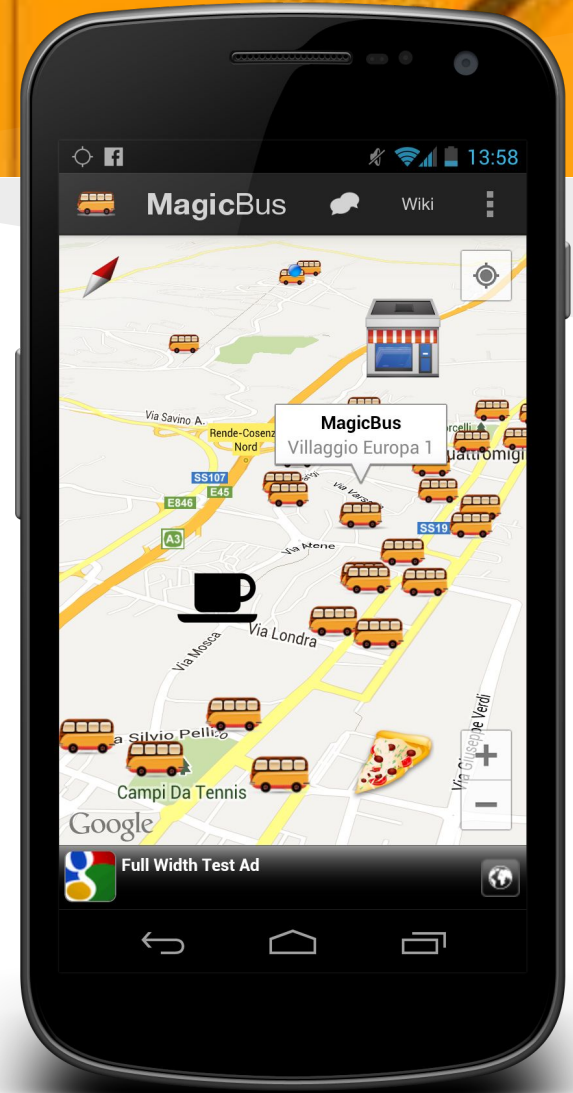 13:58
MagicBus
Wiki
Via Savino A.
Rende-Cosenz
Nord
MagicBus
Villaggio Europa 1
SS107
E45
E846
A3
SS19
Via Atene
Via Londra
Via Mosca
Via Giuseppe Verdi
Campi Da Tennis
Google
Full Width Test Ad